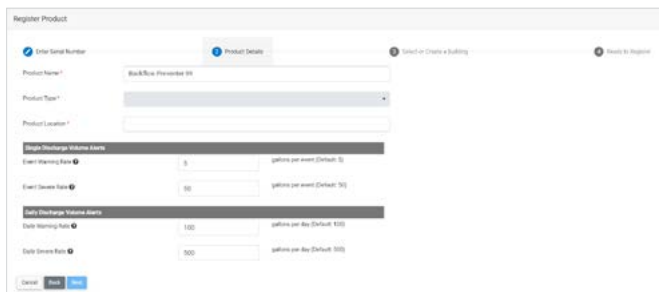 Register Product
Enter Serial Number
2 Product Details
3 Select or Create a Building
4 Ready to Register
Product Name *
Backflow Preventer 99
Product Type *
Product Location *
Single Discharge Volume Alerts
Event Warning Rate
5
gallons per event (Default: 5)
Event Severe Rate
50
gallons per event (Default: 50)
Daily Discharge Volume Alerts
Daily Warning Rate
100
gallons per day (Default: 100)
Daily Severe Rate
500
gallons per day (Default: 500)
Cancel
Back
Next